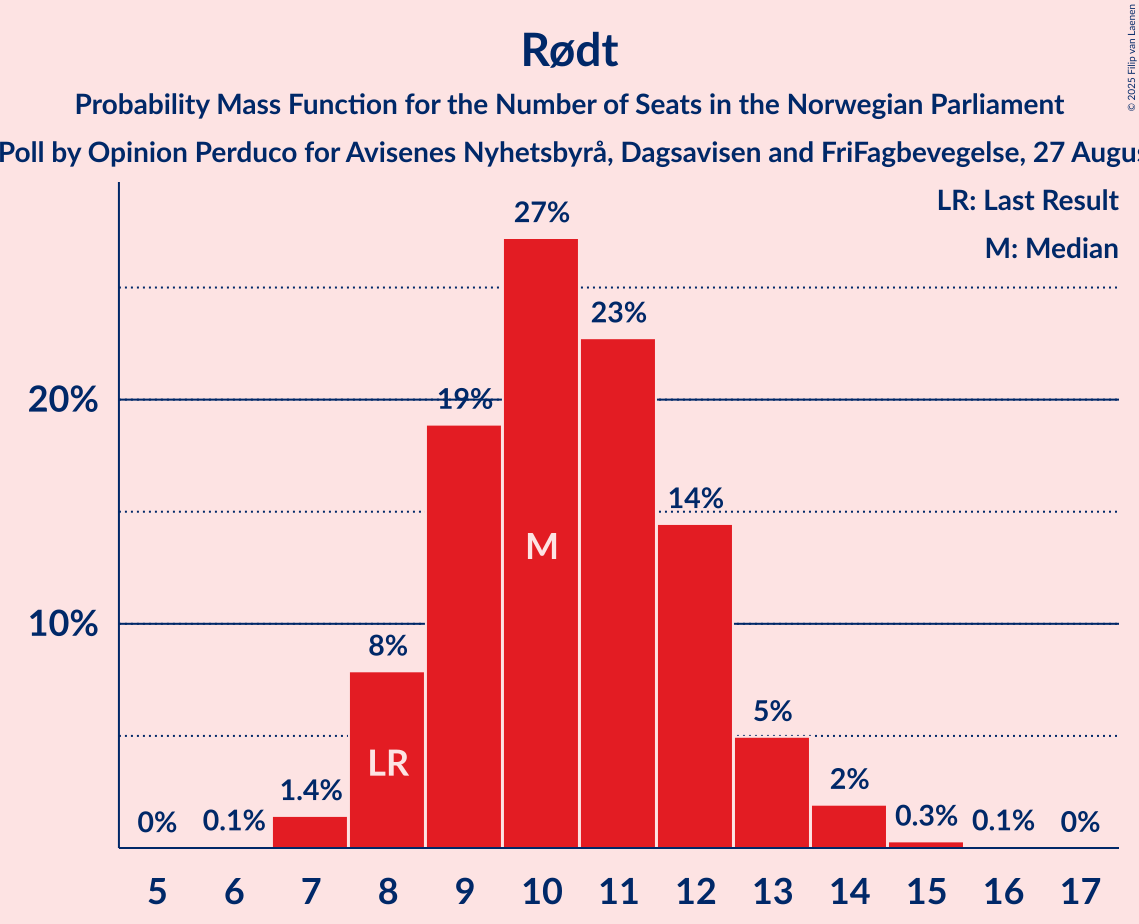 Rødt
Probability Mass Function for the Number of Seats in the Norwegian Parliament
Poll by Opinion Perduco for Avisenes Nyhetsbyrå, Dagsavisen and FriFagbevegelse, 27 Augus
© 2025 Filip van Laenen
LR: Last Result
M: Median
27%
23%
20%
19%
14%
M
10%
8%
5%
LR
2%
1.4%
0.3%
0% 0.1% 0.1% 0%
5 6 7 8 9 10 11 12 13 14 15 16 17